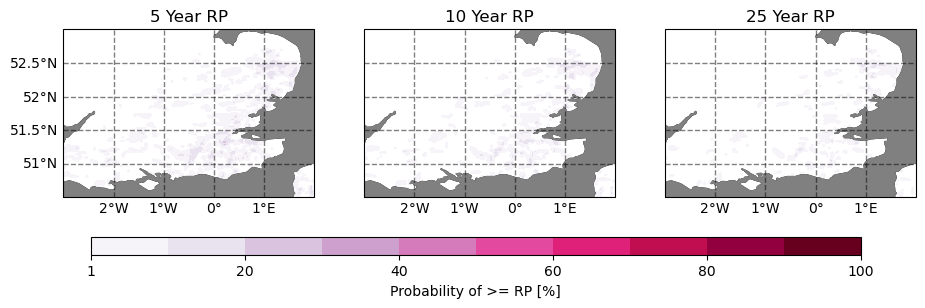 5 Year RP
10 Year RP
25 Year RP
52.5°N
52°N
51.5°N
51°N
2°W 1°W 0° 1°E
2°W 1°W 0° 1°E
2°W 1°W 0° 1°E
1 20 40 60 80 100
Probability of >= RP [%]